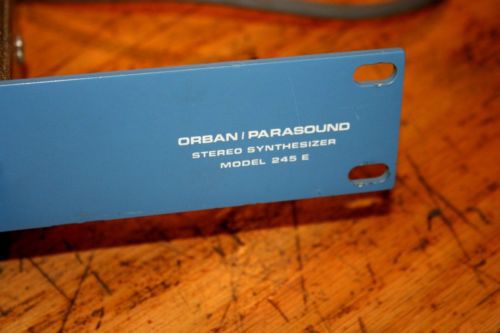 ORBAN / PARASOUND
STEREO SYNTHESIZER
MODEL 245 E